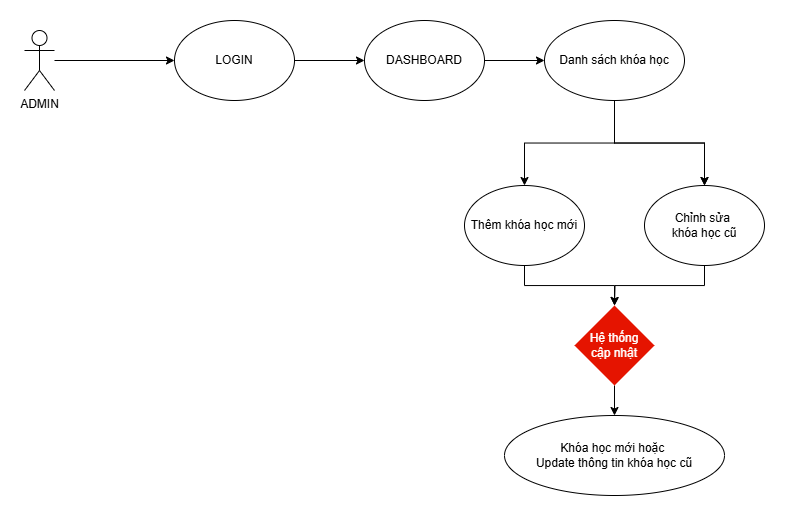 LOGIN
DASHBOARD
Danh sách khóa học
ADMIN
Thêm khóa học mới
Chỉnh sửa
khóa học cũ
Hệ thống
cập nhật
Khóa học mới hoặc
Update thông tin khóa học cũ